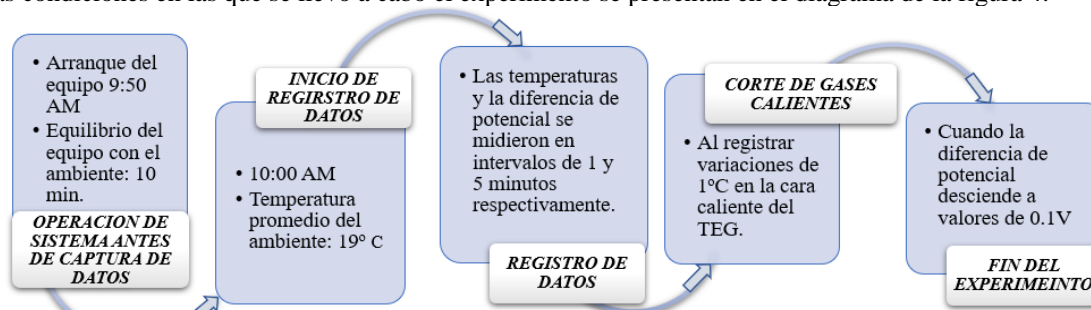 as condiciones en las que se llevó a cabo el experimento se presentan en el diagrama de la figura 4.
• Arranque del
equipo 9:50
AM
• Equilibrio del
equipo con el
ambiente: 10
min.
OPERACION DE
SISTEMA ANTES
DE CAPTURA DE
DATOS
INICIO DE
REGIRSTRO DE
DATOS
• 10:00 AM
• Temperatura
promedio del
ambiente: 19° C
• Las temperaturas
y la diferencia de
potencial se
midieron en
intervalos de 1 y
5 minutos
respectivamente.
REGISTRO DE
DATOS
CORTE DE GASES
CALIENTES
• Al registrar
variaciones de
1°C en la cara
caliente del
TEG.
• Cuando la
diferencia de
potencial
desciende a
valores de 0.1V
FIN DEL
EXPERIMEINTO